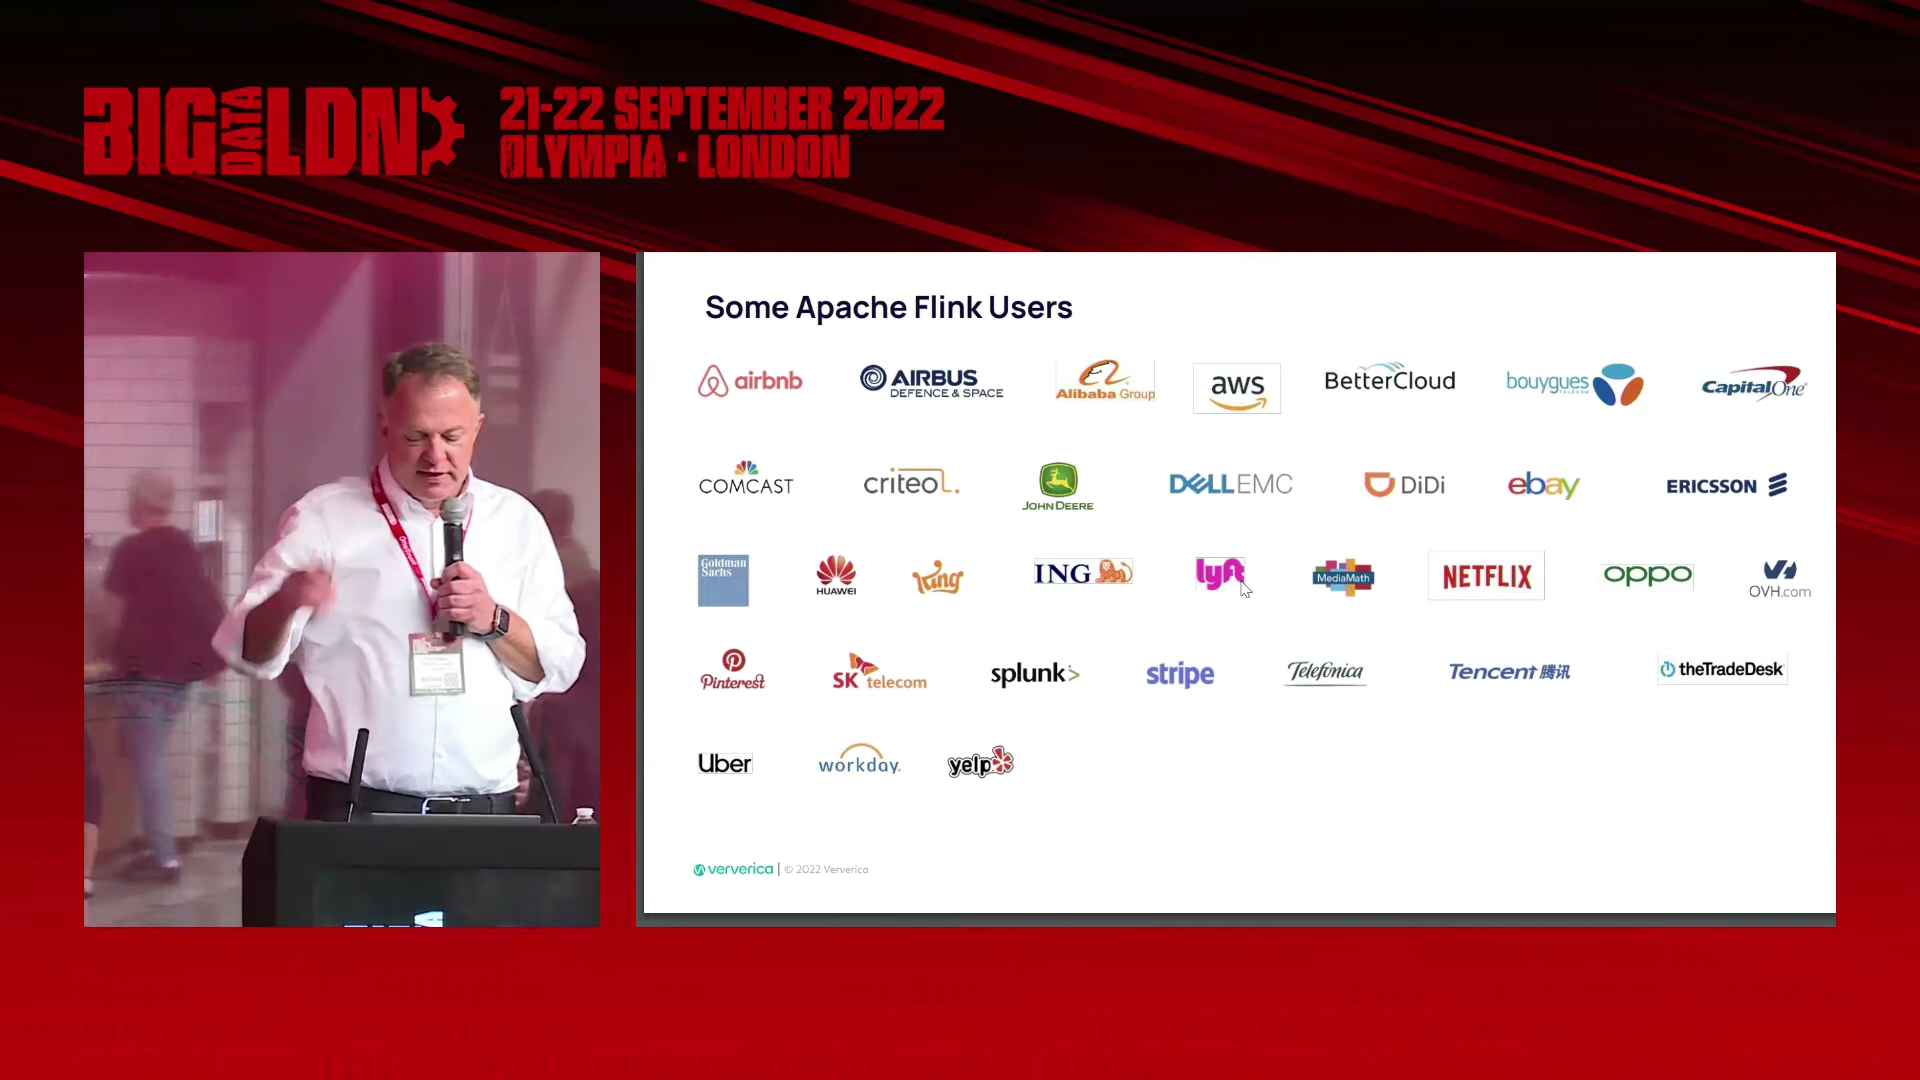 BIG DATA LDN
21-22 SEPTEMBER 2022
OLYMPIA · LONDON
Some Apache Flink Users
airbnb
AIRBUS
DEFENCE & SPACE
Alibaba Group
aws
BetterCloud
bouygues
TELECOM
CapitalOne
COMCAST
criteo
JOHN DEERE
DELL EMC
DiDi
ebay
ERICSSON
Goldman
Sachs
HUAWEI
King
ING
lyft
MediaMath
NETFLIX
oppo
OVH.com
Pinterest
SK telecom
splunk>
stripe
Telefónica
Tencent 腾讯
theTradeDesk
Uber
workday.
yelp
ververica | © 2022 Ververica